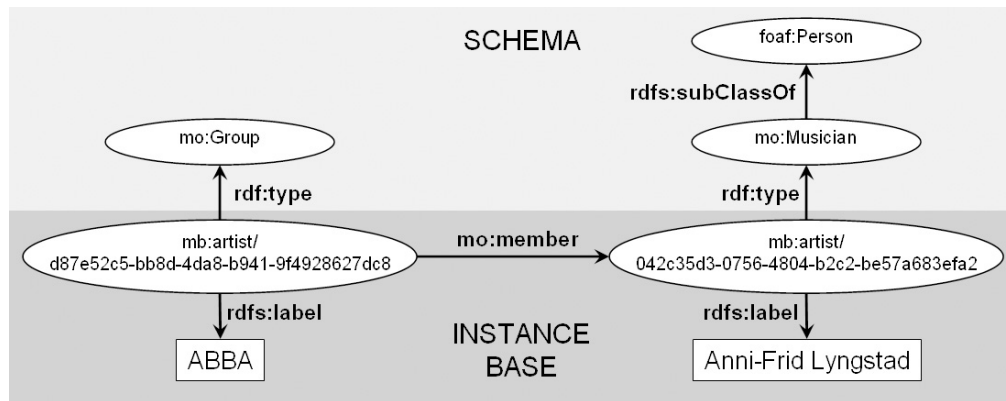 SCHEMA
foaf:Person
rdfs:subClassOf
mo:Group
mo:Musician
rdf:type
rdf:type
mb:artist/
d87e52c5-bb8d-4da8-b941-9f4928627dc8
mo:member
mb:artist/
042c35d3-0756-4804-b2c2-be57a683efa2
rdfs:label
rdfs:label
INSTANCE
BASE
ABBA
Anni-Frid Lyngstad